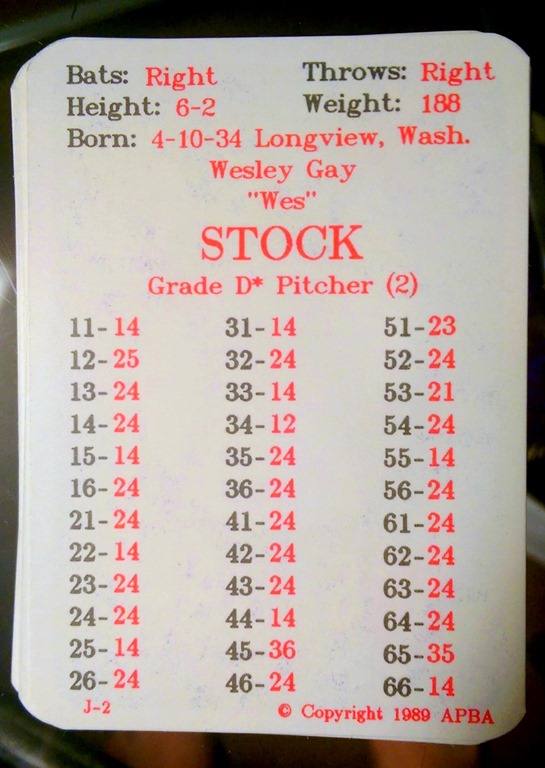 Bats: Right Throws: Right
Height: 6-2 Weight: 188
Born: 4-10-34 Longview, Wash.
Wesley Gay
"Wes"
STOCK
Grade D* Pitcher (2)
11-14 31-14 51-23
12-25 32-24 52-24
13-24 33-14 53-21
14-24 34-12 54-24
15-14 35-24 55-14
16-24 36-24 56-24
21-24 41-24 61-24
22-14 42-24 62-24
23-24 43-24 63-24
24-24 44-14 64-24
25-14 45-36 65-35
26-24 46-24 66-14
J-2 © Copyright 1989 APBA